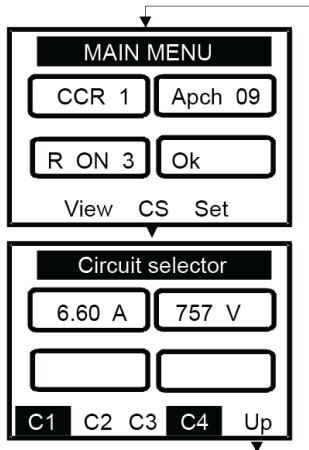 MAIN MENU
CCR 1 Apch 09
R ON 3 Ok
View CS Set
Circuit selector
6.60 A 757 V
C1 C2 C3 C4 Up